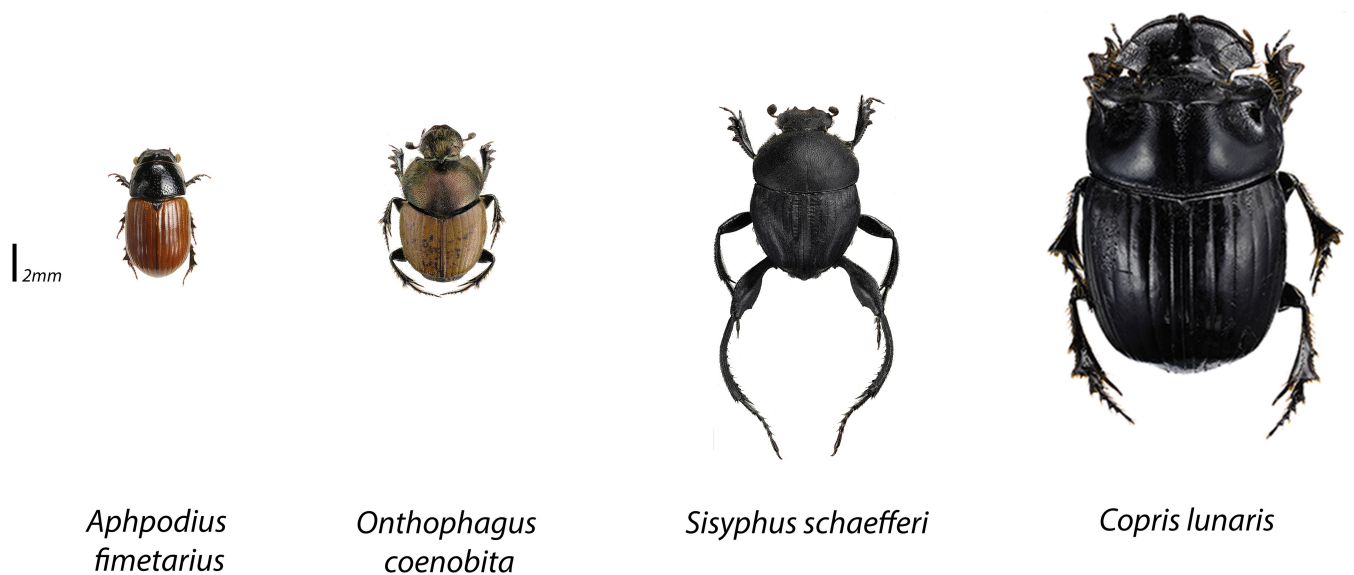 2mm
Aphpodius
fimetarius
Onthophagus
coenobita
Sisyphus schaefferi
Copris lunaris